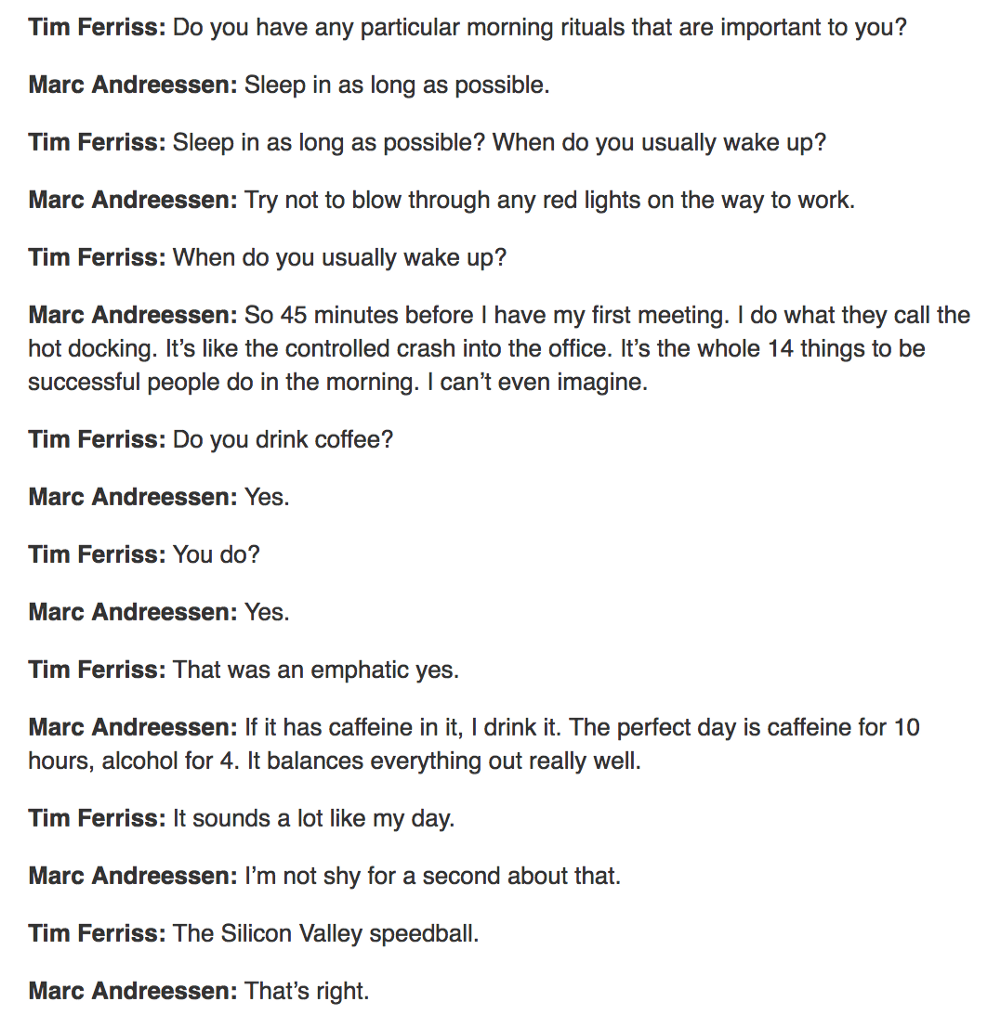 Tim Ferriss: Do you have any particular morning rituals that are important to you?
Marc Andreessen: Sleep in as long as possible.
Tim Ferriss: Sleep in as long as possible? When do you usually wake up?
Marc Andreessen: Try not to blow through any red lights on the way to work.
Tim Ferriss: When do you usually wake up?
Marc Andreessen: So 45 minutes before I have my first meeting. I do what they call the
hot docking. It’s like the controlled crash into the office. It’s the whole 14 things to be
successful people do in the morning. I can’t even imagine.
Tim Ferriss: Do you drink coffee?
Marc Andreessen: Yes.
Tim Ferriss: You do?
Marc Andreessen: Yes.
Tim Ferriss: That was an emphatic yes.
Marc Andreessen: If it has caffeine in it, I drink it. The perfect day is caffeine for 10
hours, alcohol for 4. It balances everything out really well.
Tim Ferriss: It sounds a lot like my day.
Marc Andreessen: I’m not shy for a second about that.
Tim Ferriss: The Silicon Valley speedball.
Marc Andreessen: That’s right.